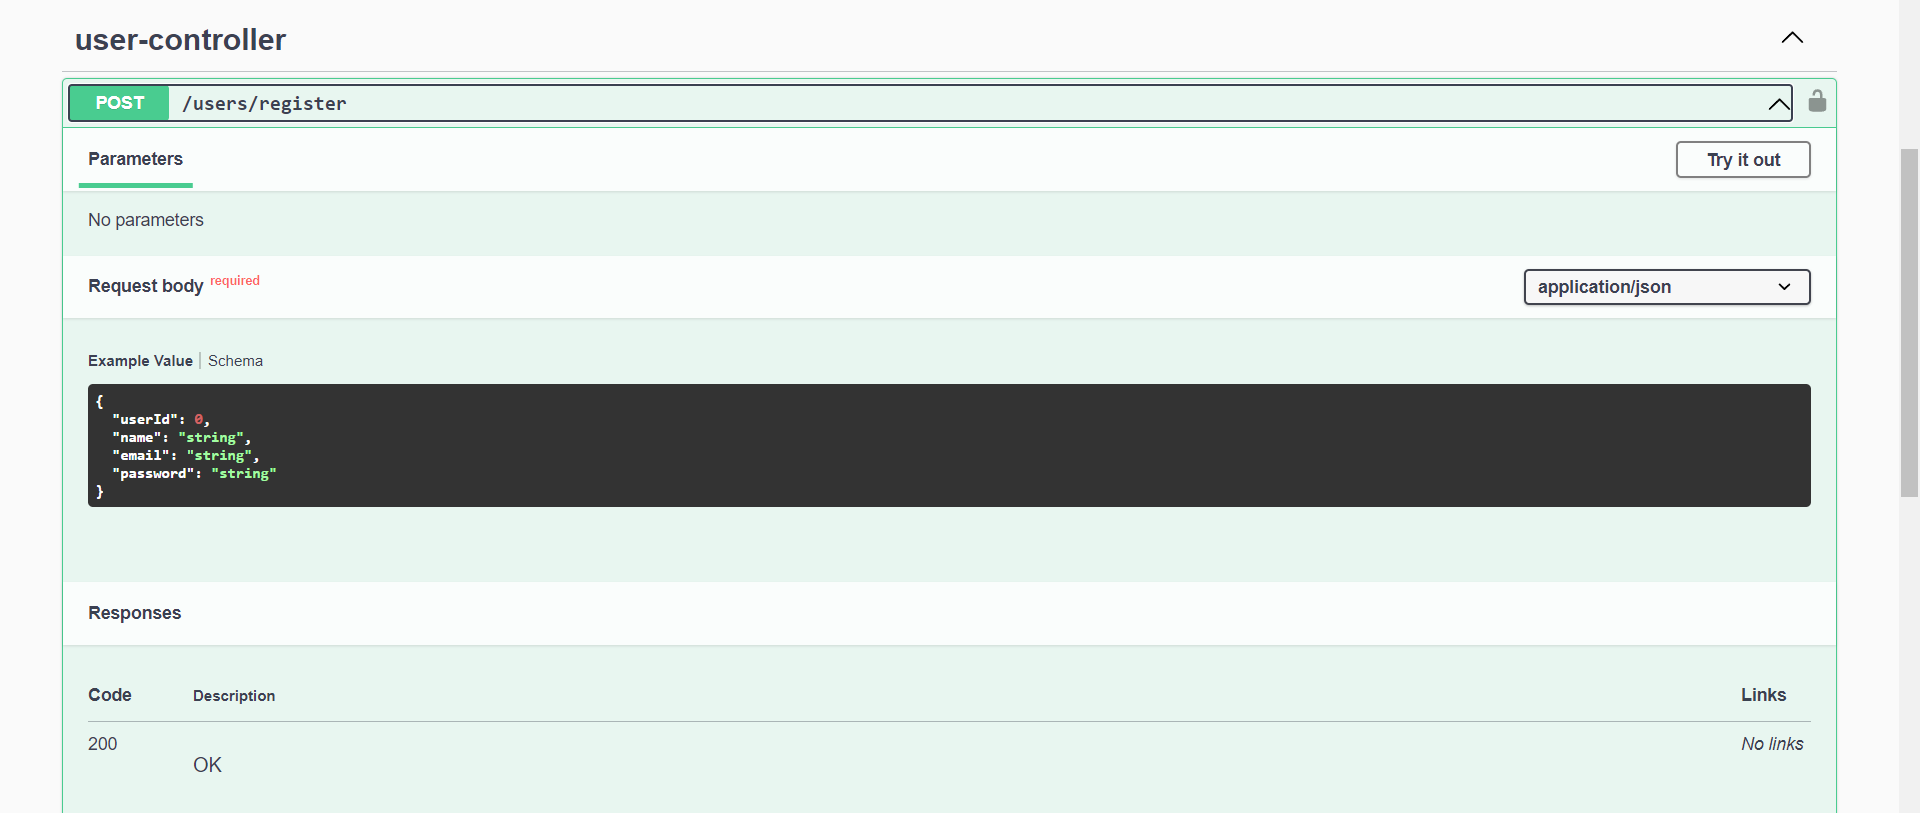 user-controller
POST /users/register
Parameters Try it out
No parameters
Request body required application/json
Example Value | Schema
{
  "userId": 0,
  "name": "string",
  "email": "string",
  "password": "string"
}
Responses
Code Description Links
200 No links
OK